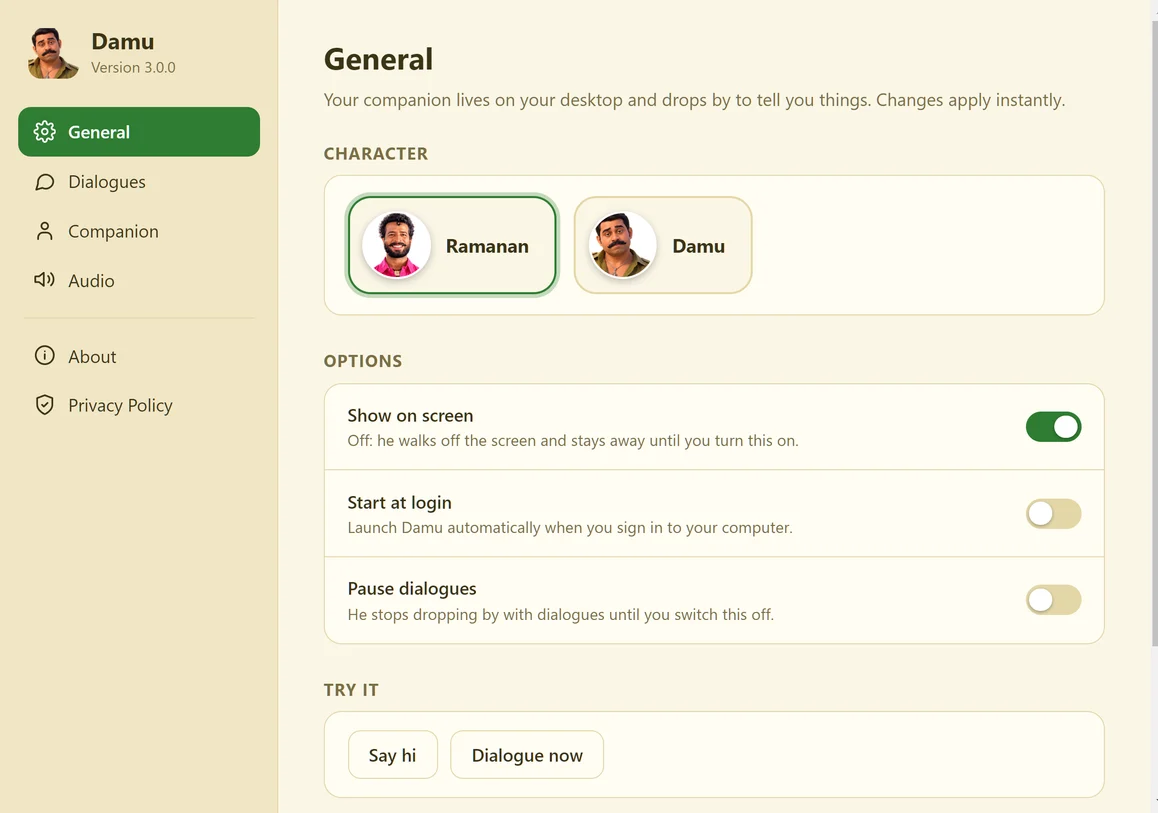 Damu
Version 3.0.0
General
Dialogues
Companion
Audio
About
Privacy Policy
General
Your companion lives on your desktop and drops by to tell you things. Changes apply instantly.
CHARACTER
Ramanan
Damu
OPTIONS
Show on screen
Off: he walks off the screen and stays away until you turn this on.
Start at login
Launch Damu automatically when you sign in to your computer.
Pause dialogues
He stops dropping by with dialogues until you switch this off.
TRY IT
Say hi
Dialogue now